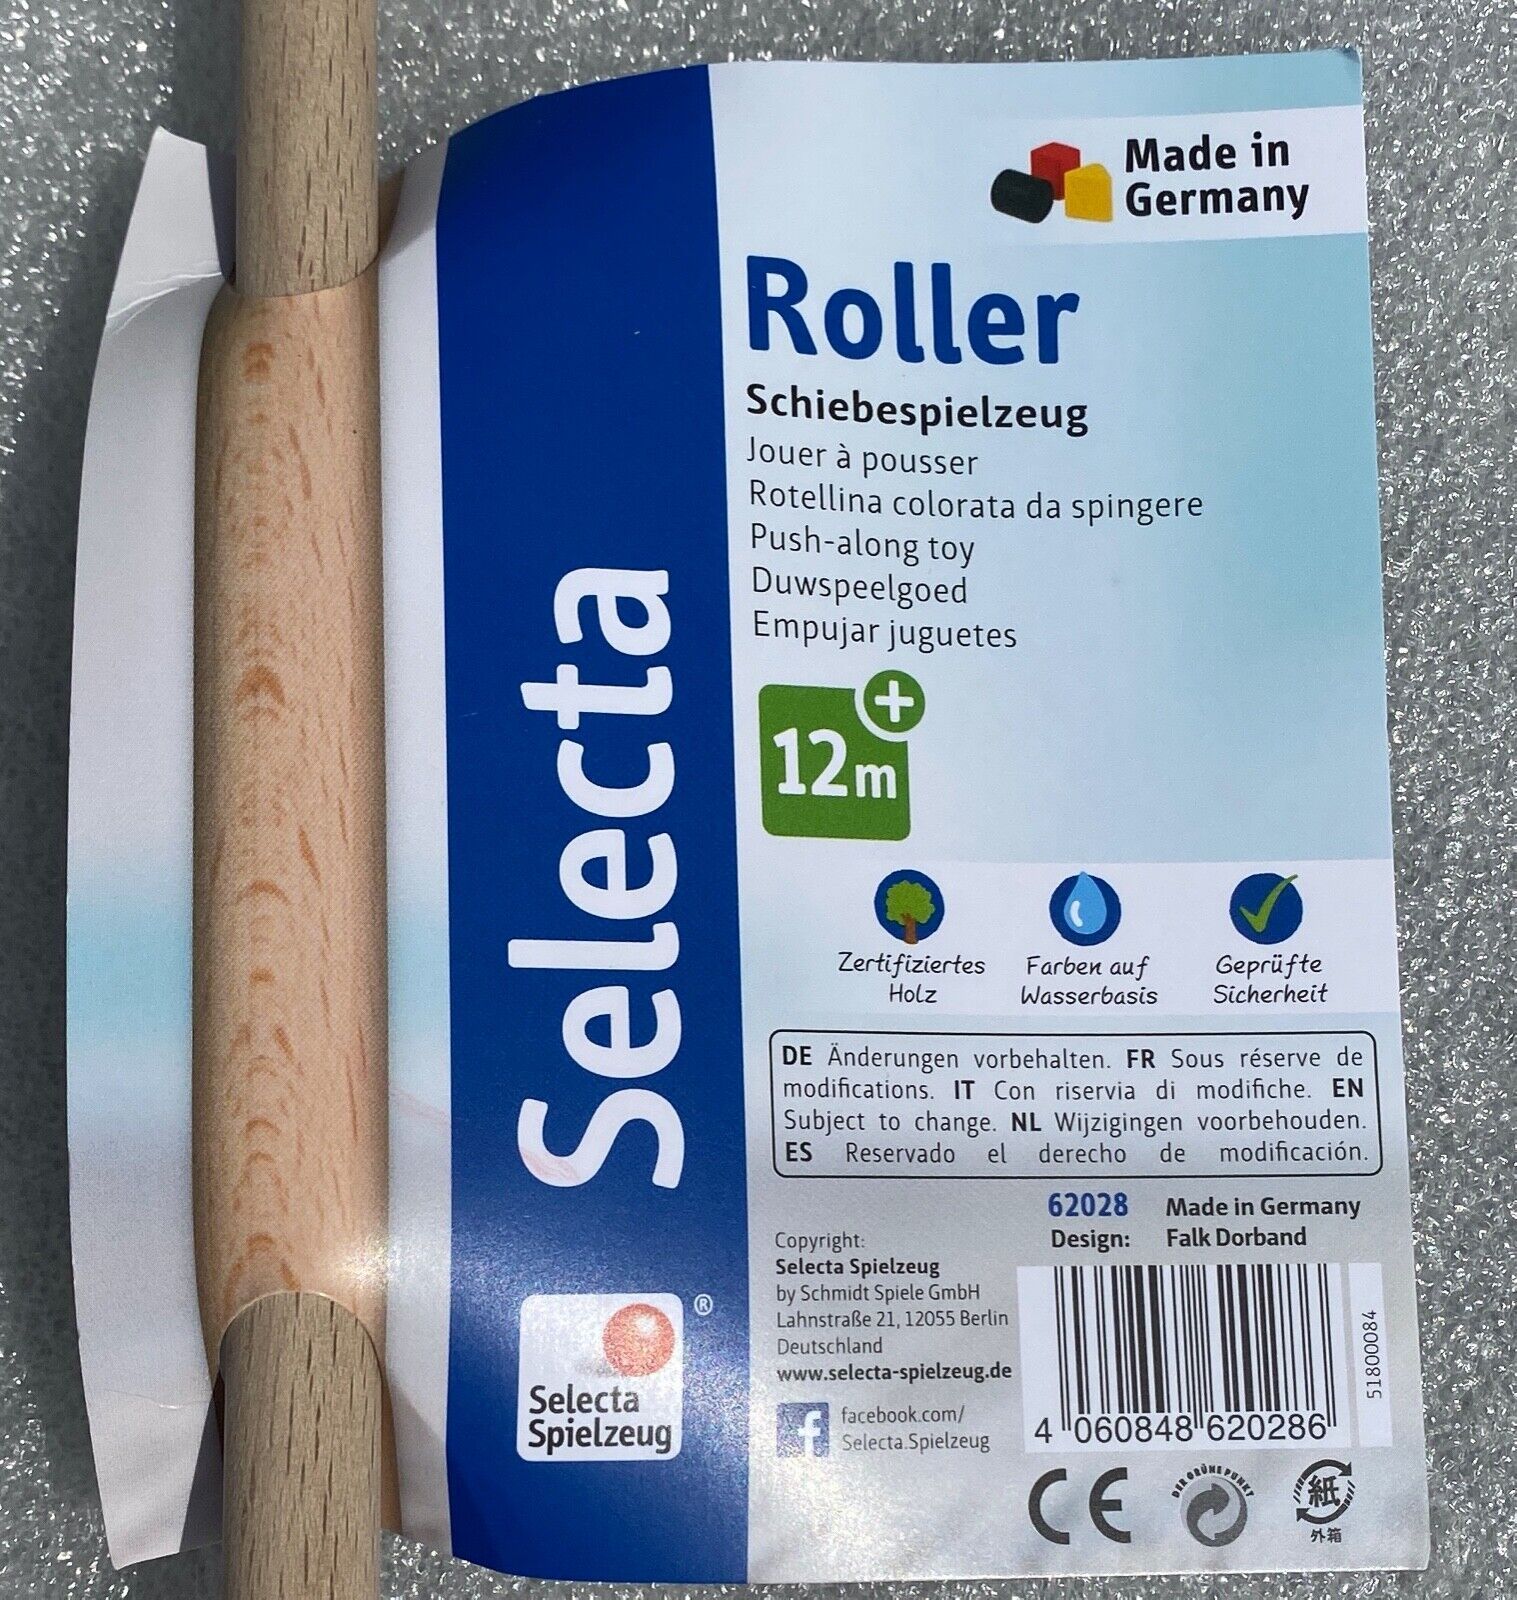 Made in
Germany
Roller
Schiebespielzeug
Jouer à pousser
Rotellina colorata da spingere
Push-along toy
Duwspeelgoed
Empujar juguetes
12m+
Zertifiziertes
Holz
Farben auf
Wasserbasis
Geprüfte
Sicherheit
DE Änderungen vorbehalten. FR Sous réserve de
modifications. IT Con riservia di modifiche. EN
Subject to change. NL Wijzigingen voorbehouden.
ES Reservado el derecho de modificación.
62028 Made in Germany
Design: Falk Dorband
Copyright:
Selecta Spielzeug
by Schmidt Spiele GmbH
Lahnstraße 21, 12055 Berlin
Deutschland
www.selecta-spielzeug.de
facebook.com/
Selecta.Spielzeug
4 060848 620286
51800084
CE
DER GRÜNE PUNKT
紙
外箱
Selecta
Selecta
Spielzeug
®